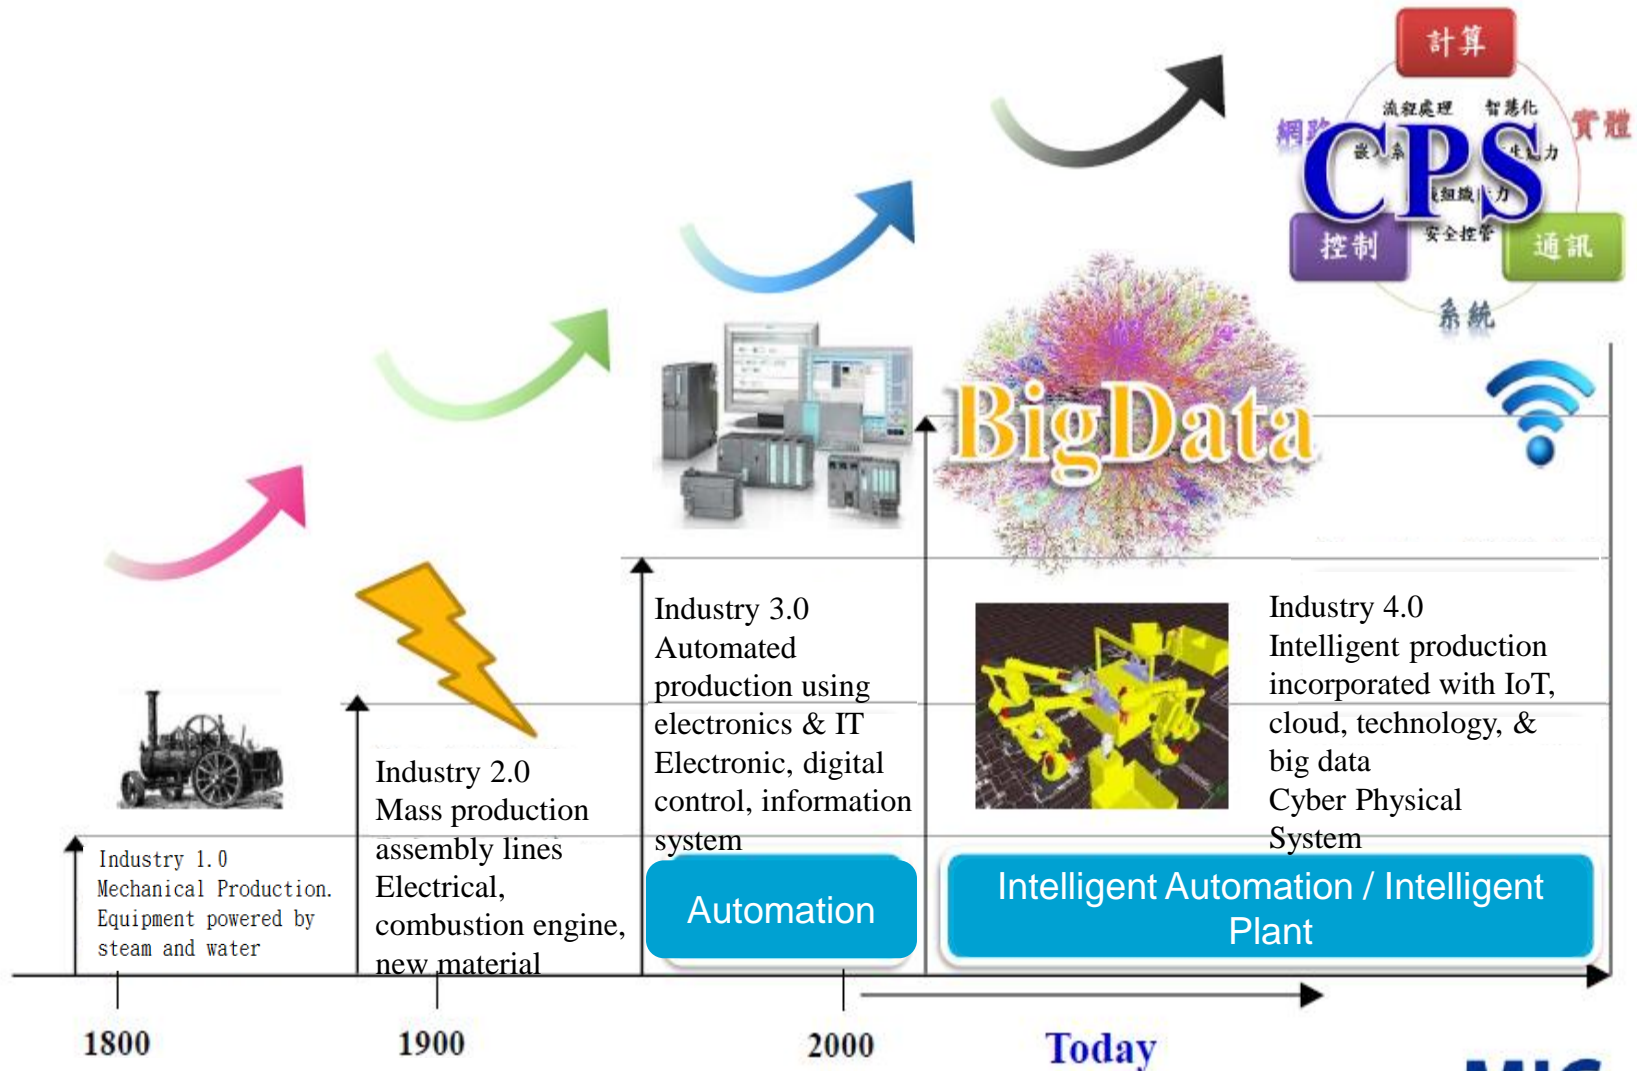 計算
流程處理 智慧化
網路 實體
CPS
安全控管
控制
通訊
系統
BigData
Industry 3.0
Automated
production using
electronics & IT
Electronic, digital
control, information
system
Industry 4.0
Intelligent production
incorporated with IoT,
cloud, technology, &
big data
Cyber Physical
System
Industry 2.0
Mass production
assembly lines
Electrical,
combustion engine,
new material
Industry 1.0
Mechanical Production.
Equipment powered by
steam and water
Automation
Intelligent Automation / Intelligent
Plant
1800
1900
2000
Today